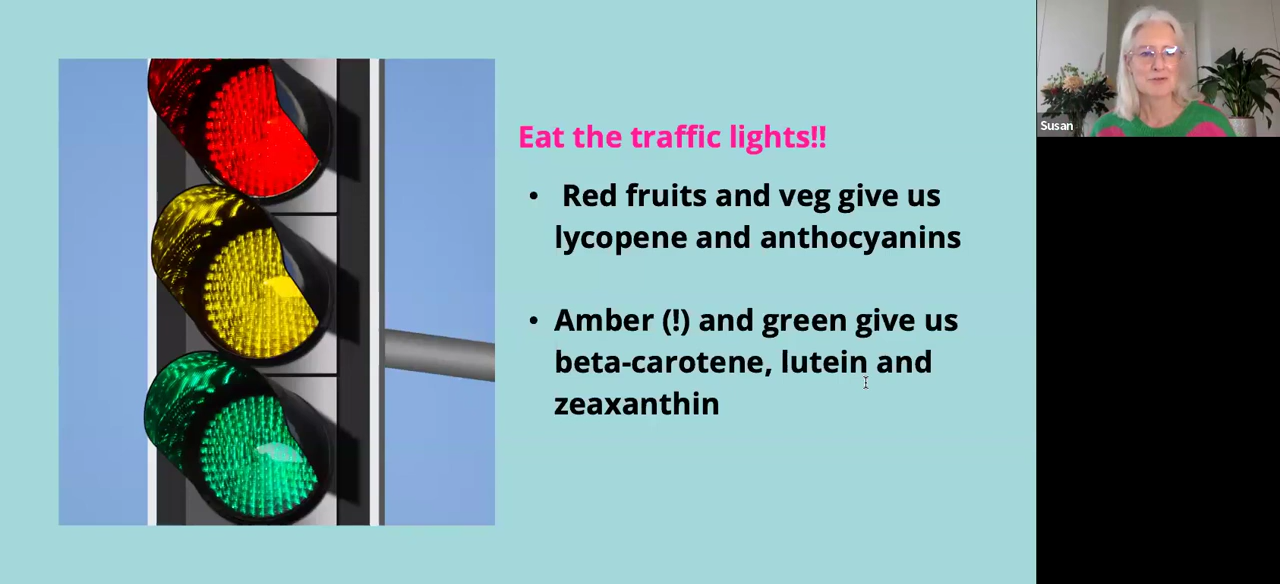 Eat the traffic lights!!
• Red fruits and veg give us
lycopene and anthocyanins
• Amber (!) and green give us
beta-carotene, lutein and
zeaxanthin
Susan